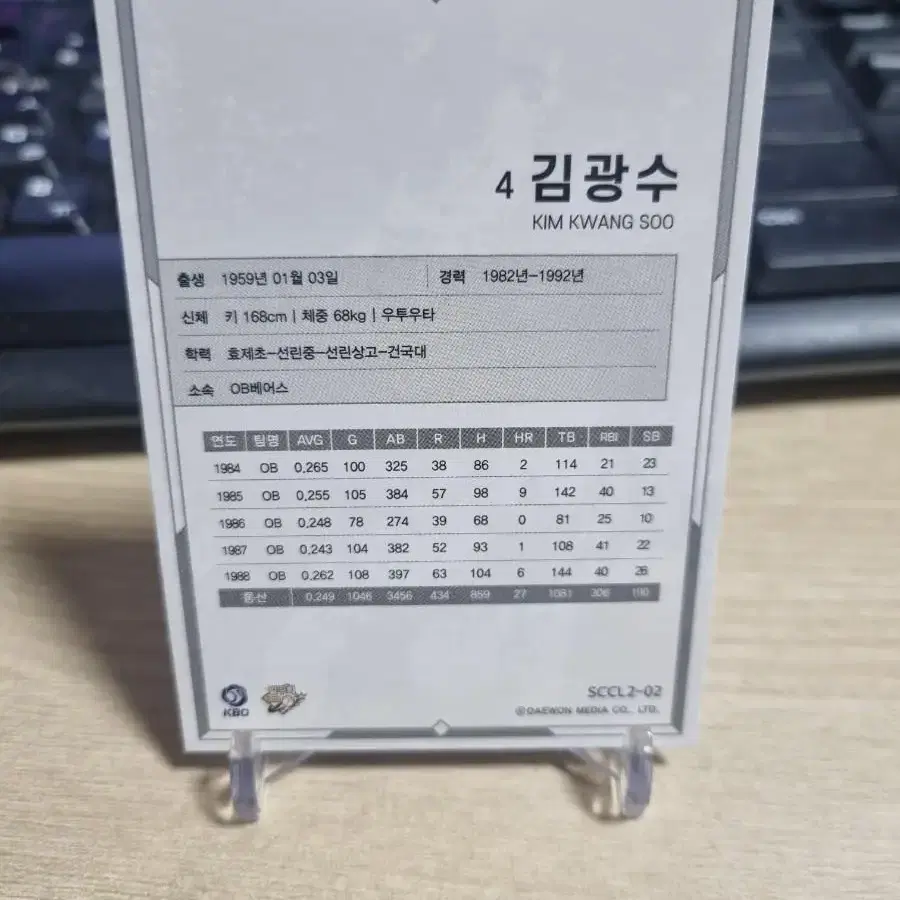 4 김광수
KIM KWANG SOO
출생 1959년 01월 03일 경력 1982년-1992년
신체 키 168cm | 체중 68kg | 우투우타
학력 효제초-선린중-선린상고-건국대
소속 OB베어스
연도 팀명 AVG G AB R H HR TB RBI SB
1984 OB 0,265 100 325 38 86 2 114 21 23
1985 OB 0,255 105 384 57 98 9 142 40 13
1986 OB 0,248 78 274 39 68 0 81 25 10
1987 OB 0,243 104 382 52 93 1 108 41 22
1988 OB 0,262 108 397 63 104 6 144 40 26
통산 0,249 1046 3456 434 859 27 1081 306
KBO
SCCL2-02
©DAEWON MEDIA CO., LTD.